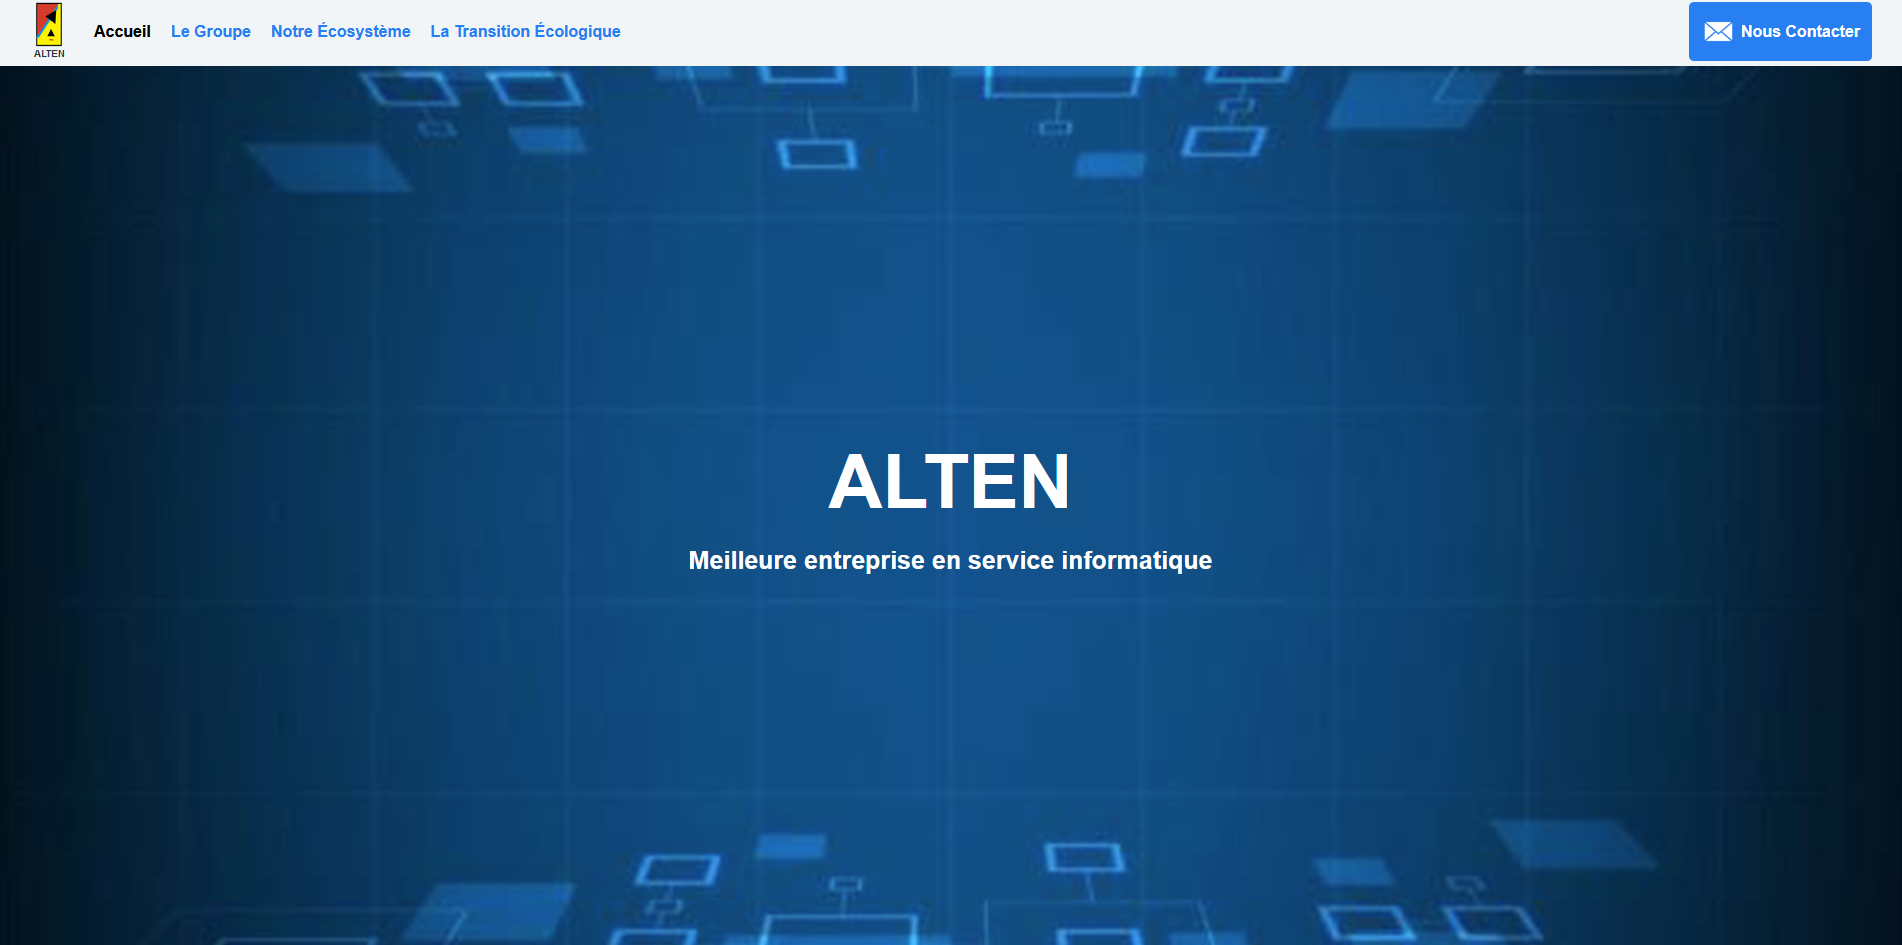 ALTEN
Accueil
Le Groupe
Notre Écosystème
La Transition Écologique
Nous Contacter
ALTEN
Meilleure entreprise en service informatique